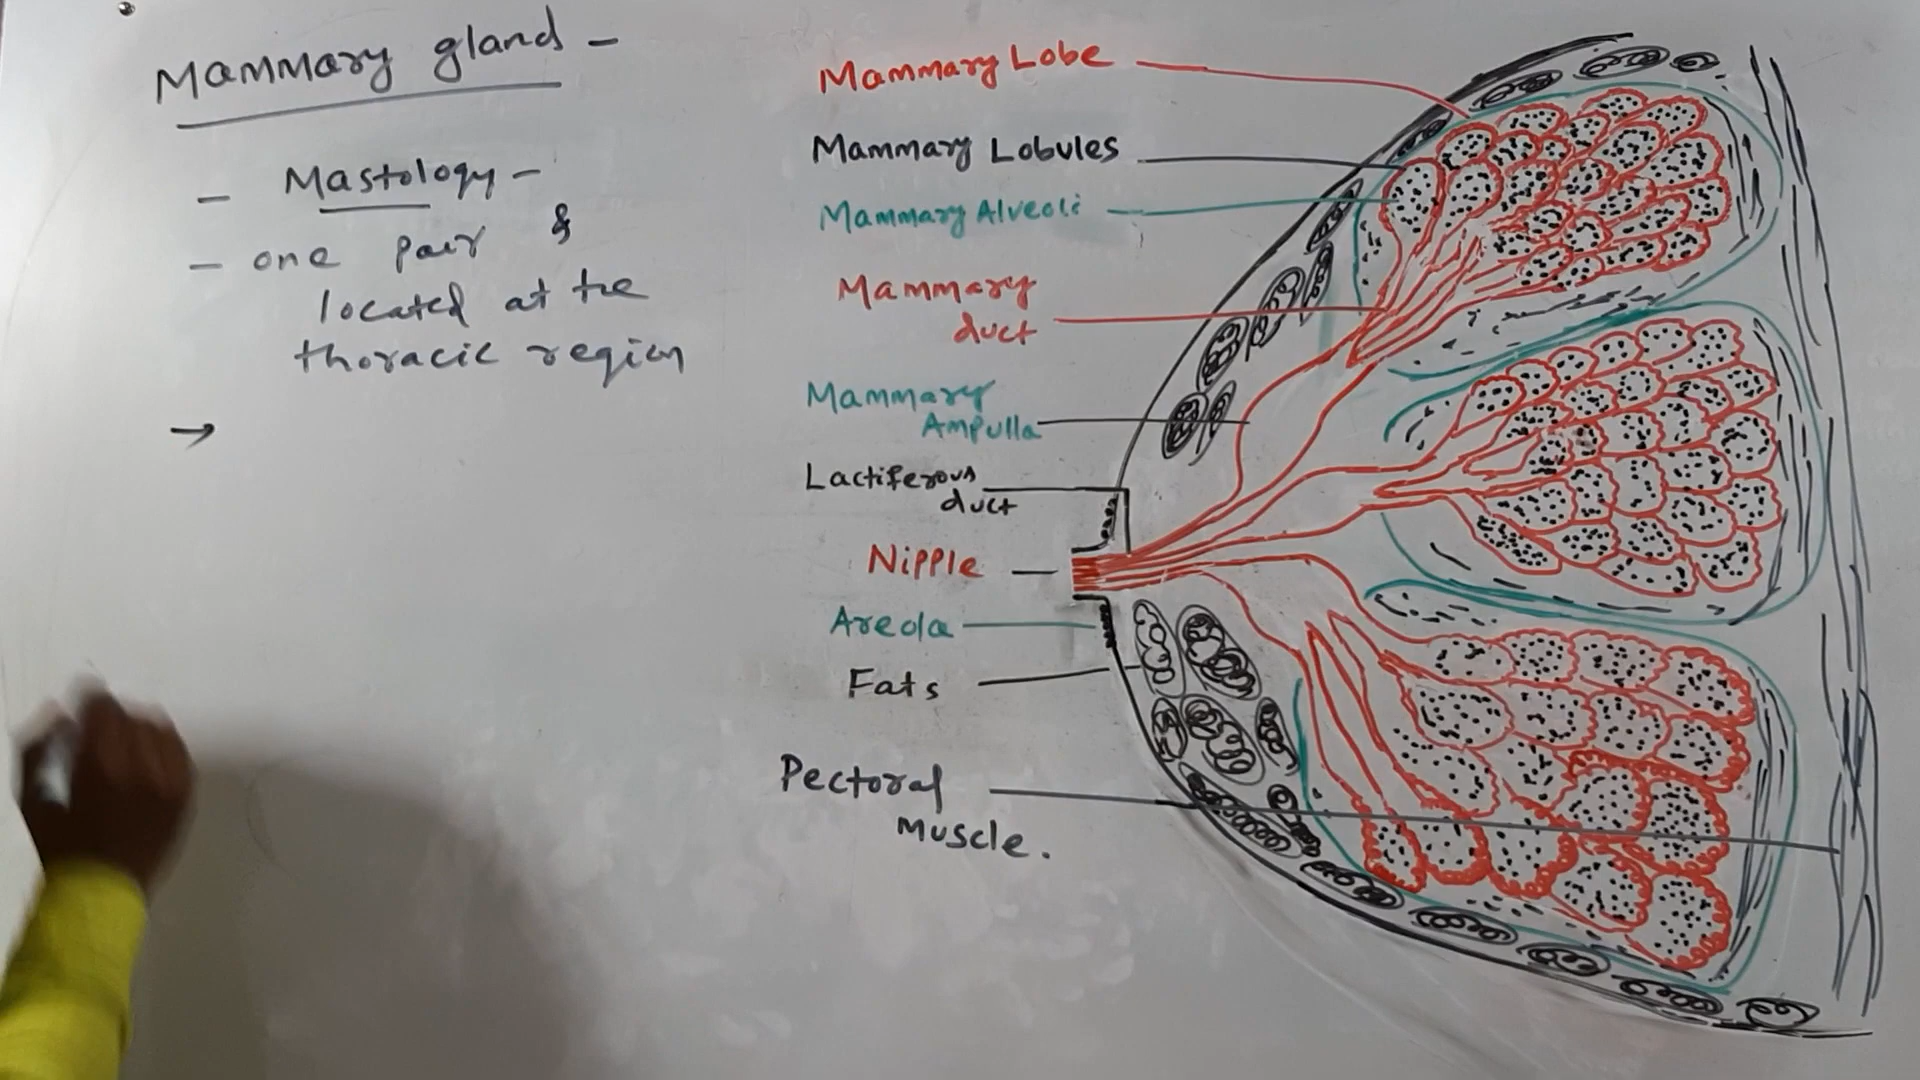 Mammary gland -
- Mastology -
- one pair &
located at the
thoracic region
→
Mammary Lobe
Mammary Lobules
Mammary Alveoli
Mammary
duct
Mammary
Ampulla
Lactiferous
duct
Nipple
Areola
Fats
Pectoral
Muscle.